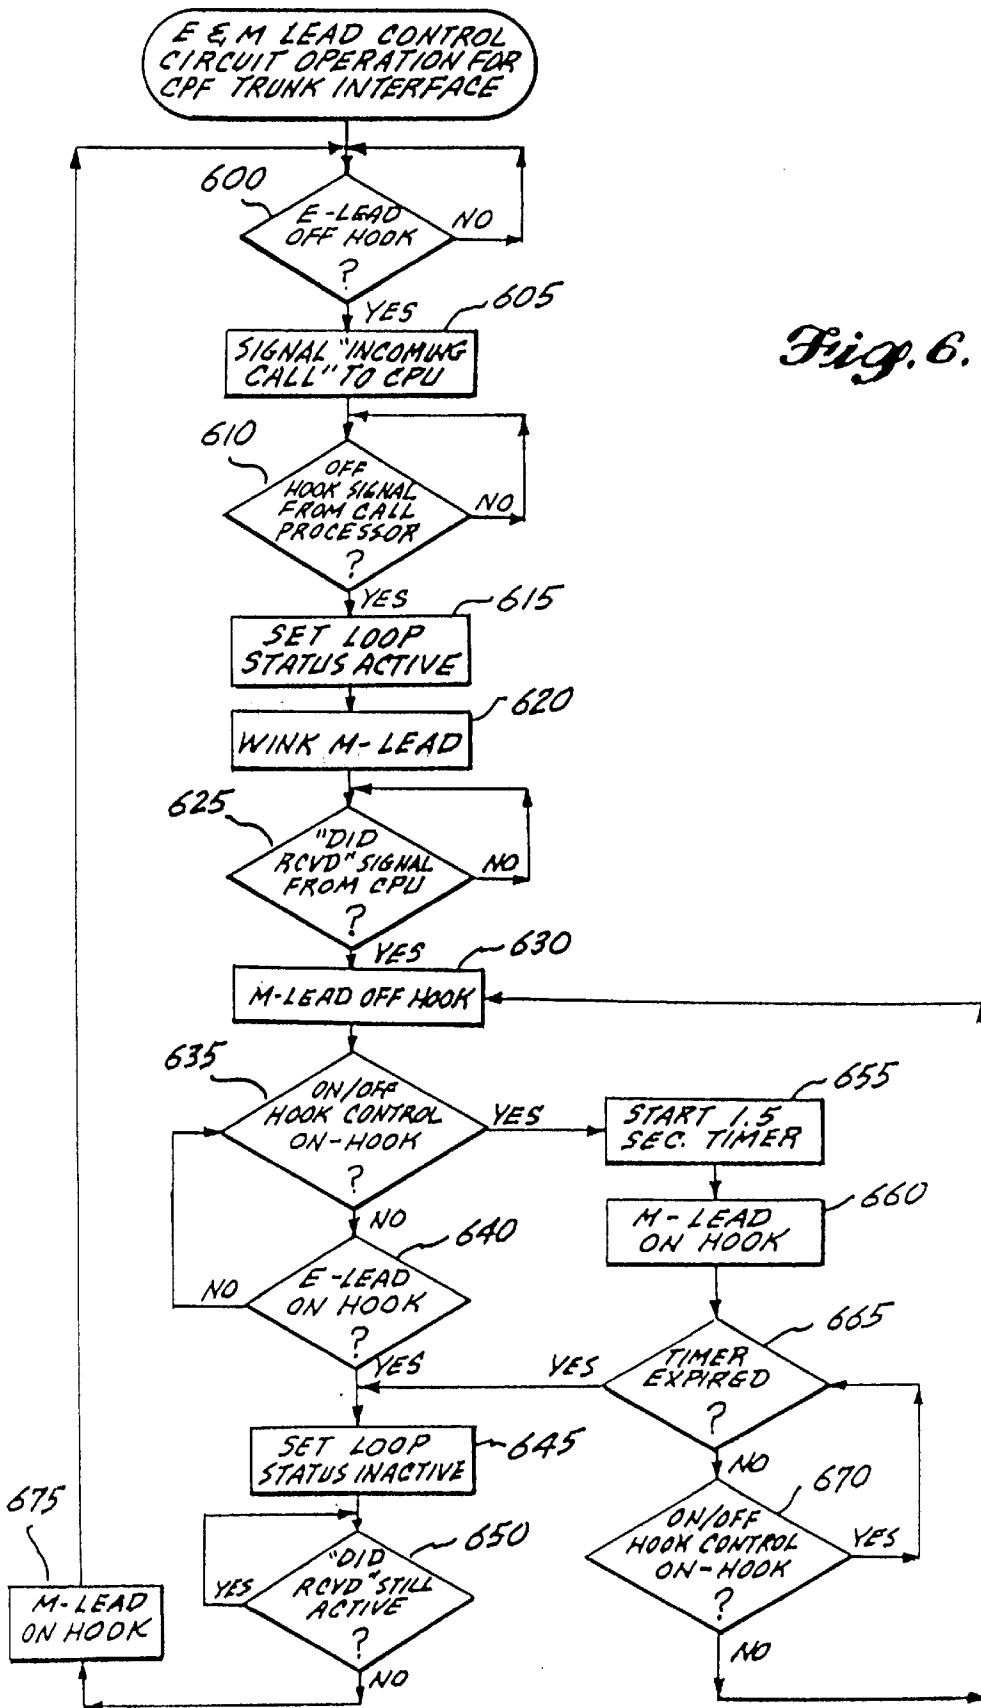 E & M LEAD CONTROL
CIRCUIT OPERATION FOR
CPF TRUNK INTERFACE
600
E-LEAD
OFF HOOK
?
NO
YES
605
SIGNAL "INCOMING
CALL" TO CPU
Fig. 6.
610
OFF
HOOK SIGNAL
FROM CALL
PROCESSOR
?
NO
YES
615
SET LOOP
STATUS ACTIVE
620
WINK M-LEAD
625
"DID
RCVD" SIGNAL
FROM CPU
?
NO
YES
630
M-LEAD OFF HOOK
635
ON/OFF
HOOK CONTROL
ON-HOOK
?
YES
NO
655
START 1.5
SEC. TIMER
660
M-LEAD
ON HOOK
640
E-LEAD
ON HOOK
?
NO
YES
665
TIMER
EXPIRED
?
YES
NO
645
SET LOOP
STATUS INACTIVE
670
ON/OFF
HOOK CONTROL
ON-HOOK
?
YES
NO
650
"DID
RCVD" STILL
ACTIVE
?
YES
NO
675
M-LEAD
ON HOOK